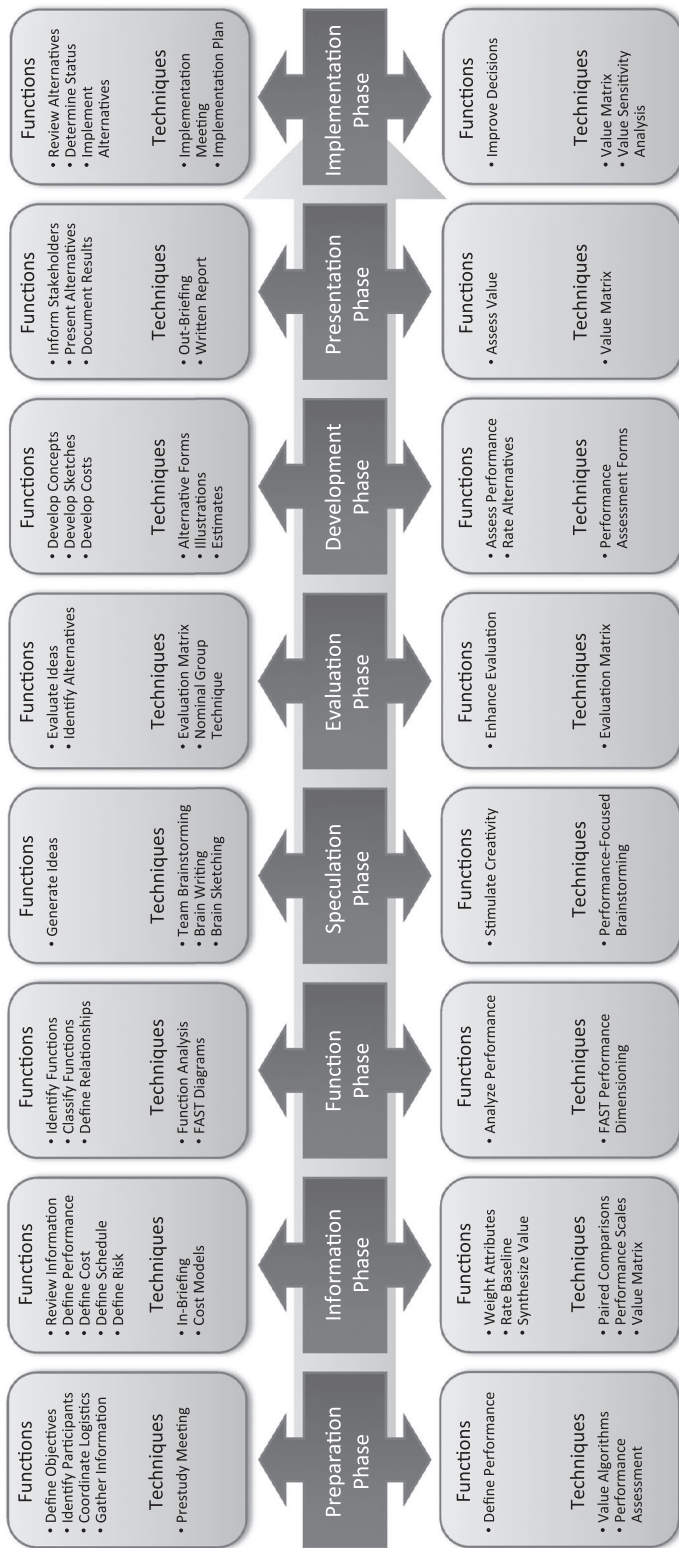 Functions
• Define Objectives
• Identify Participants
• Coordinate Logistics
• Gather Information
Techniques
• Prestudy Meeting
Functions
• Review Information
• Define Performance
• Define Cost
• Define Schedule
• Define Risk
Techniques
• In-Briefing
• Cost Models
Functions
• Identify Functions
• Classify Functions
• Define Relationships
Techniques
• Function Analysis
• FAST Diagrams
Functions
• Generate Ideas
Techniques
• Team Brainstorming
• Brain Writing
• Brain Sketching
Functions
• Evaluate Ideas
• Identify Alternatives
Techniques
• Evaluation Matrix
• Nominal Group
Technique
Functions
• Develop Concepts
• Develop Sketches
• Develop Costs
Techniques
• Alternative Forms
• Illustrations
• Estimates
Functions
• Inform Stakeholders
• Present Alternatives
• Document Results
Techniques
• Out-Briefing
• Written Report
Functions
• Review Alternatives
• Determine Status
• Implement
Alternatives
Techniques
• Implementation
Meeting
• Implementation Plan
Preparation
Phase
Information
Phase
Function
Phase
Speculation
Phase
Evaluation
Phase
Development
Phase
Presentation
Phase
Implementation
Phase
Functions
• Define Performance
Techniques
• Value Algorithms
• Performance
Assessment
Functions
• Weight Attributes
• Rate Baseline
• Synthesize Value
Techniques
• Paired Comparisons
• Performance Scales
• Value Matrix
Functions
• Analyze Performance
Techniques
• FAST Performance
Dimensioning
Functions
• Stimulate Creativity
Techniques
• Performance-Focused
Brainstorming
Functions
• Enhance Evaluation
Techniques
• Evaluation Matrix
Functions
• Assess Performance
• Rate Alternatives
Techniques
• Performance
Assessment Forms
Functions
• Assess Value
Techniques
• Value Matrix
Functions
• Improve Decisions
Techniques
• Value Matrix
• Value Sensitivity
Analysis